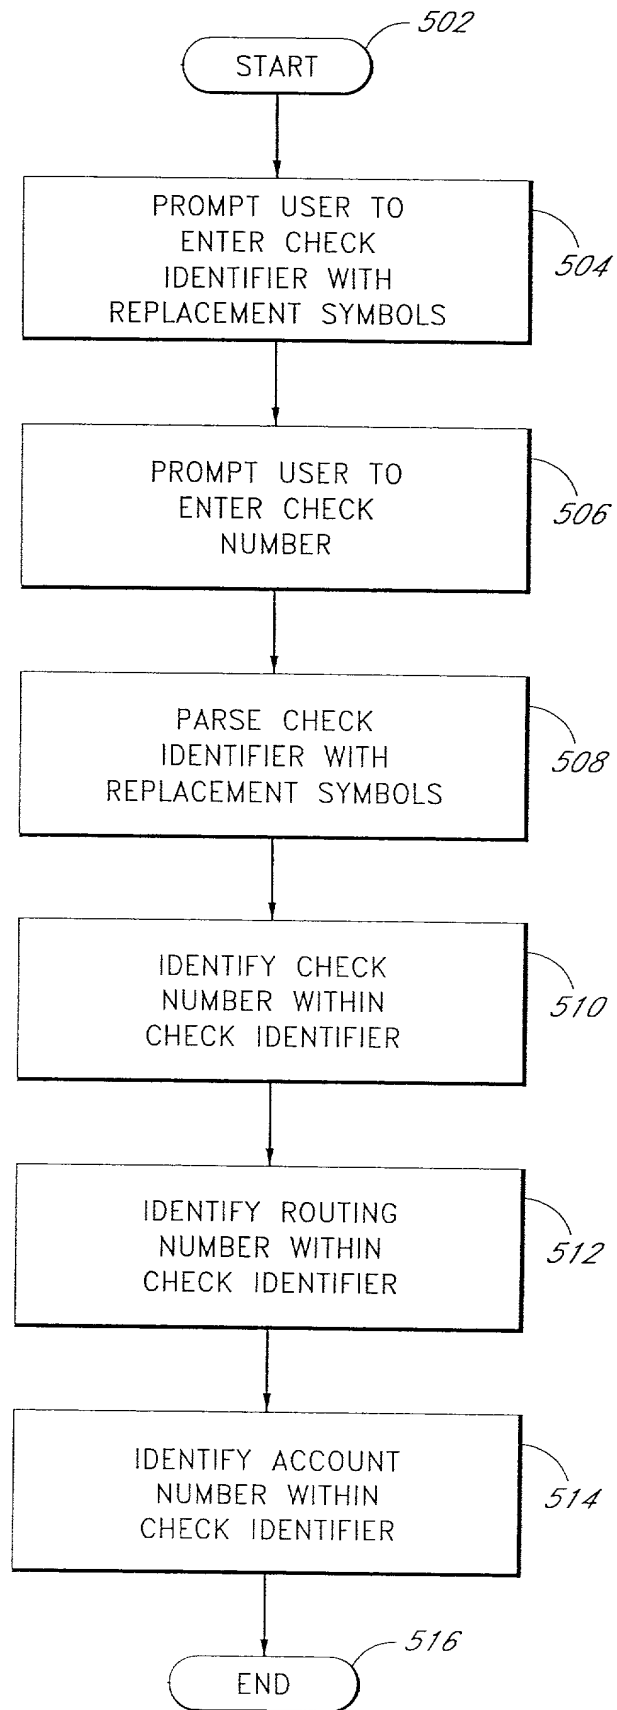 502
START
PROMPT USER TO
ENTER CHECK
IDENTIFIER WITH
REPLACEMENT SYMBOLS
504
PROMPT USER TO
ENTER CHECK
NUMBER
506
PARSE CHECK
IDENTIFIER WITH
REPLACEMENT SYMBOLS
508
IDENTIFY CHECK
NUMBER WITHIN
CHECK IDENTIFIER
510
IDENTIFY ROUTING
NUMBER WITHIN
CHECK IDENTIFIER
512
IDENTIFY ACCOUNT
NUMBER WITHIN
CHECK IDENTIFIER
514
516
END